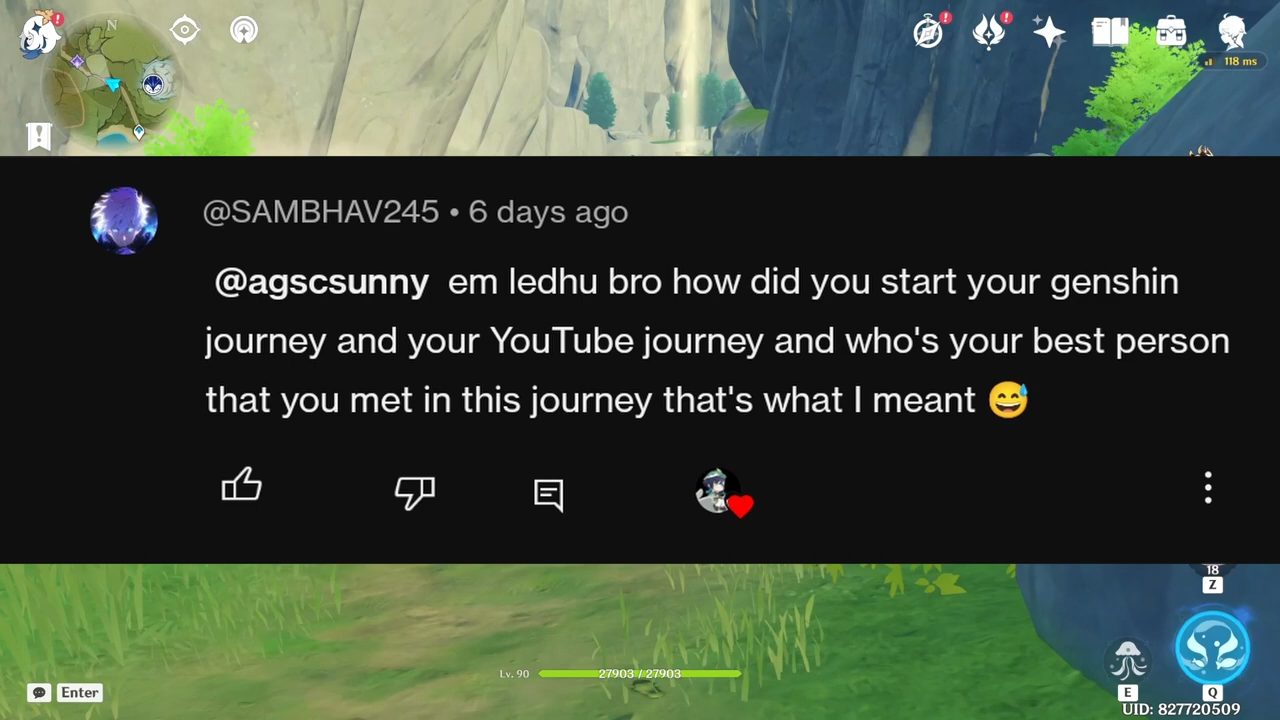 N
118 ms
@SAMBHAV245 • 6 days ago
@agscsunny em ledhu bro how did you start your genshin
journey and your YouTube journey and who's your best person
that you met in this journey that's what I meant 😅
18
Z
Lv. 90 27903 / 27903
Enter
E
Q
UID: 827720509